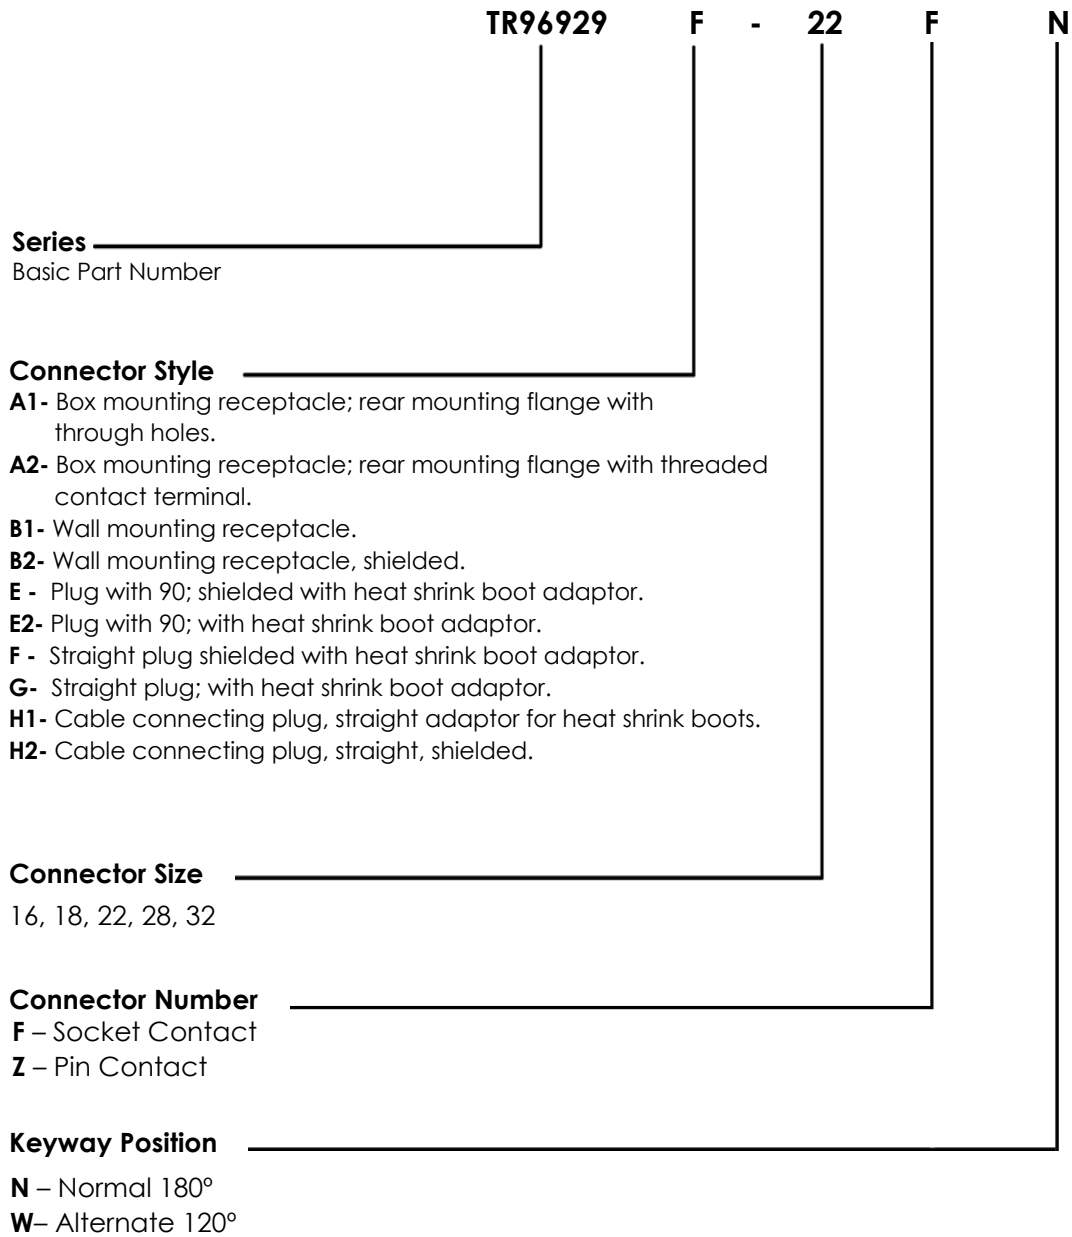 TR96929 F - 22 F N
Series
Basic Part Number
Connector Style
A1- Box mounting receptacle; rear mounting flange with
through holes.
A2- Box mounting receptacle; rear mounting flange with threaded
contact terminal.
B1- Wall mounting receptacle.
B2- Wall mounting receptacle, shielded.
E - Plug with 90; shielded with heat shrink boot adaptor.
E2- Plug with 90; with heat shrink boot adaptor.
F - Straight plug shielded with heat shrink boot adaptor.
G- Straight plug; with heat shrink boot adaptor.
H1- Cable connecting plug, straight adaptor for heat shrink boots.
H2- Cable connecting plug, straight, shielded.
Connector Size
16, 18, 22, 28, 32
Connector Number
F – Socket Contact
Z – Pin Contact
Keyway Position
N – Normal 180º
W– Alternate 120º